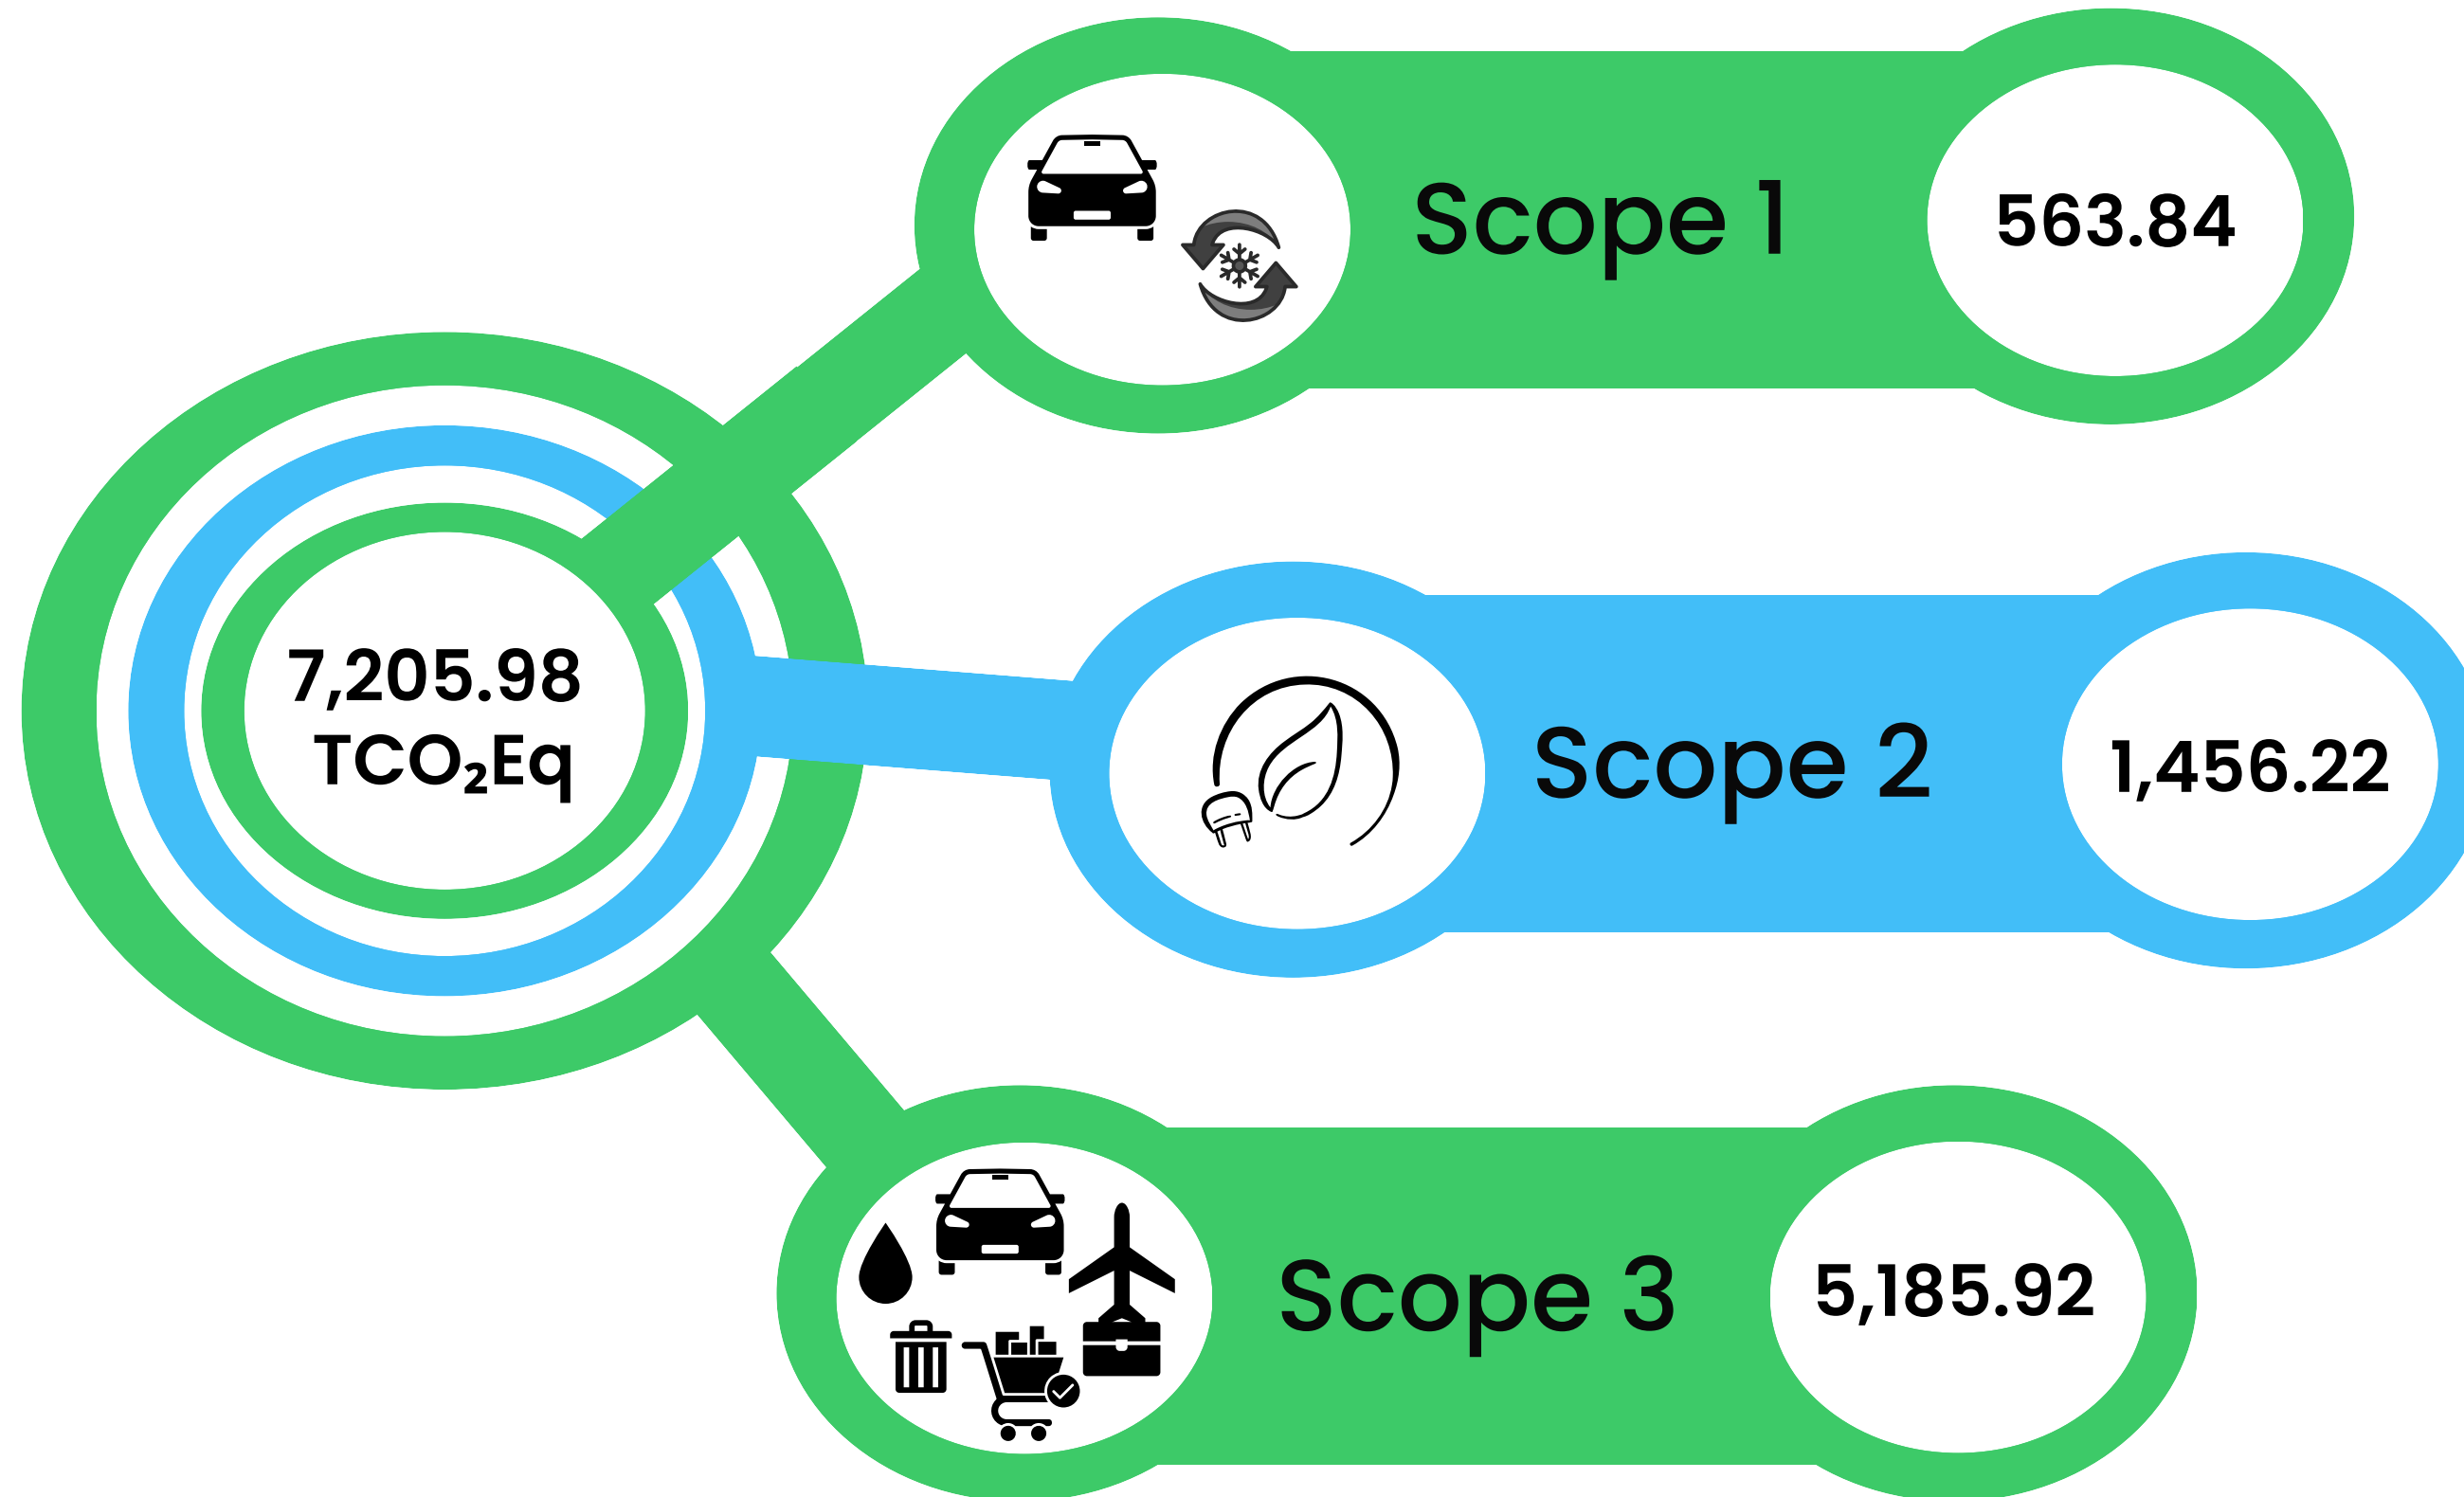 Scope 1
563.84
7,205.98
TCO₂Eq
Scope 2
1,456.22
Scope 3
5,185.92